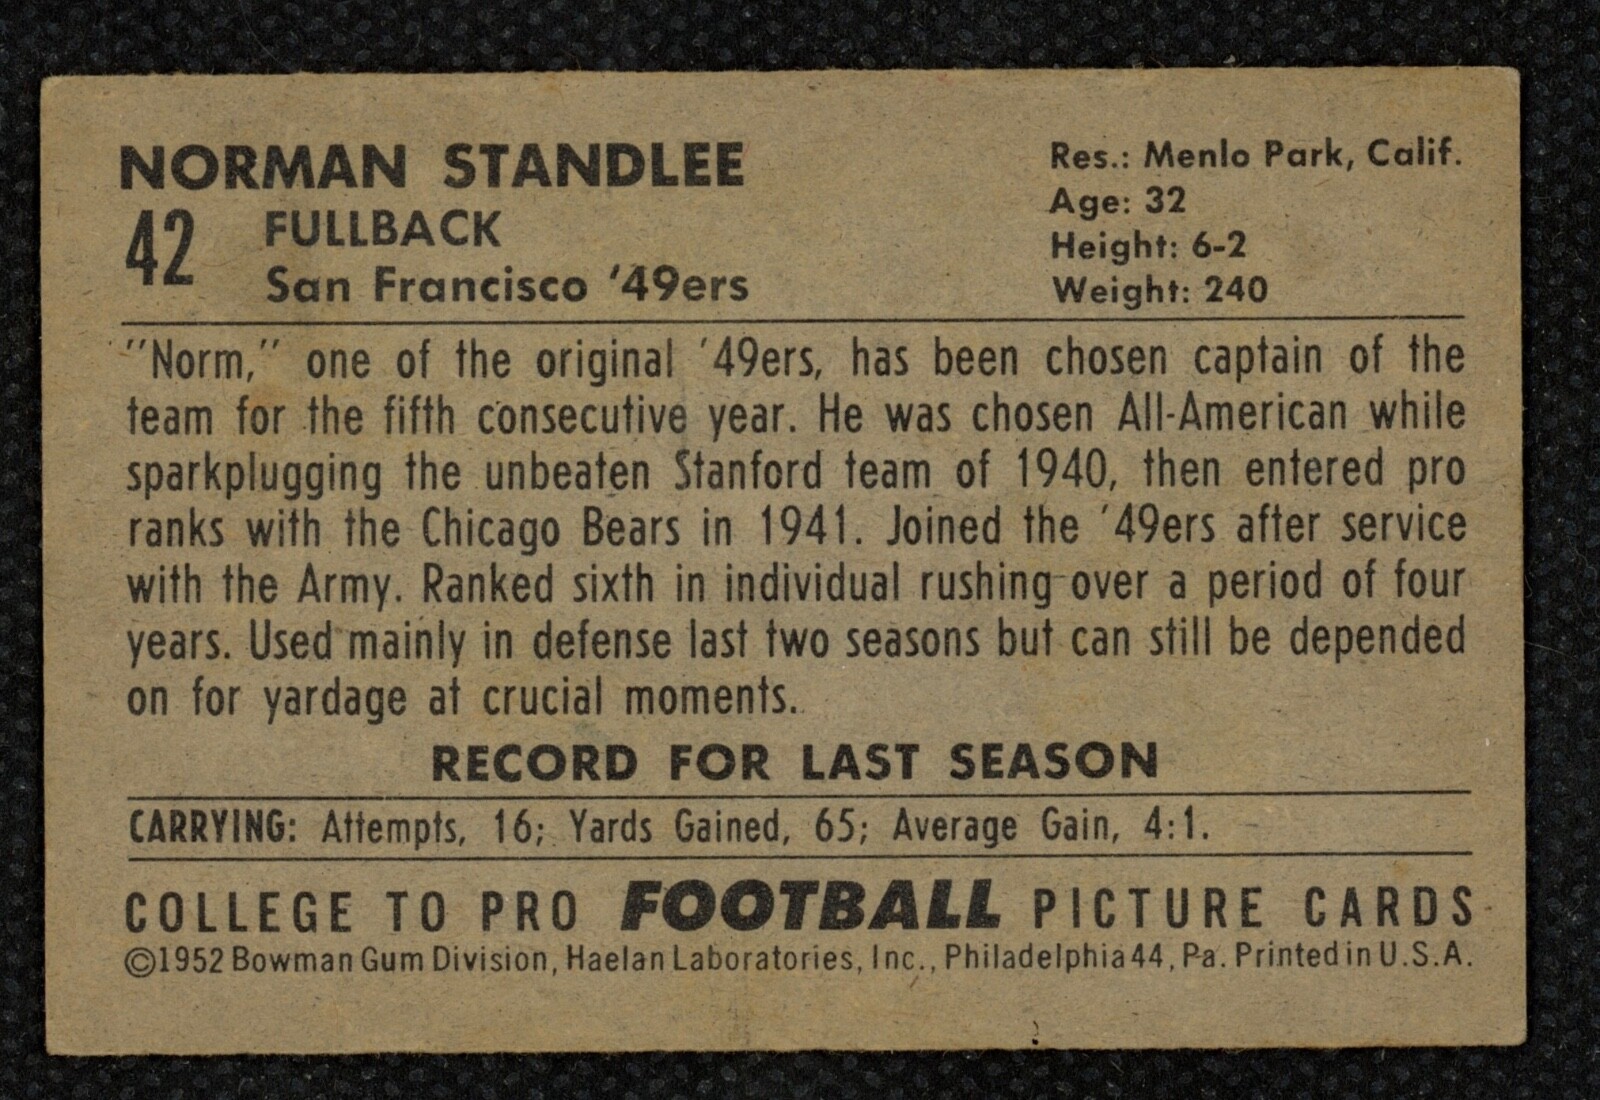 NORMAN STANDLEE
42
FULLBACK
San Francisco '49ers
Res.: Menlo Park, Calif.
Age: 32
Height: 6-2
Weight: 240
"Norm," one of the original '49ers, has been chosen captain of the
team for the fifth consecutive year. He was chosen All-American while
sparkplugging the unbeaten Stanford team of 1940, then entered pro
ranks with the Chicago Bears in 1941. Joined the '49ers after service
with the Army. Ranked sixth in individual rushing over a period of four
years. Used mainly in defense last two seasons but can still be depended
on for yardage at crucial moments.
RECORD FOR LAST SEASON
CARRYING: Attempts, 16; Yards Gained, 65; Average Gain, 4:1.
COLLEGE TO PRO FOOTBALL PICTURE CARDS
©1952 Bowman Gum Division, Haelan Laboratories, Inc., Philadelphia 44, Pa. Printed in U.S.A.